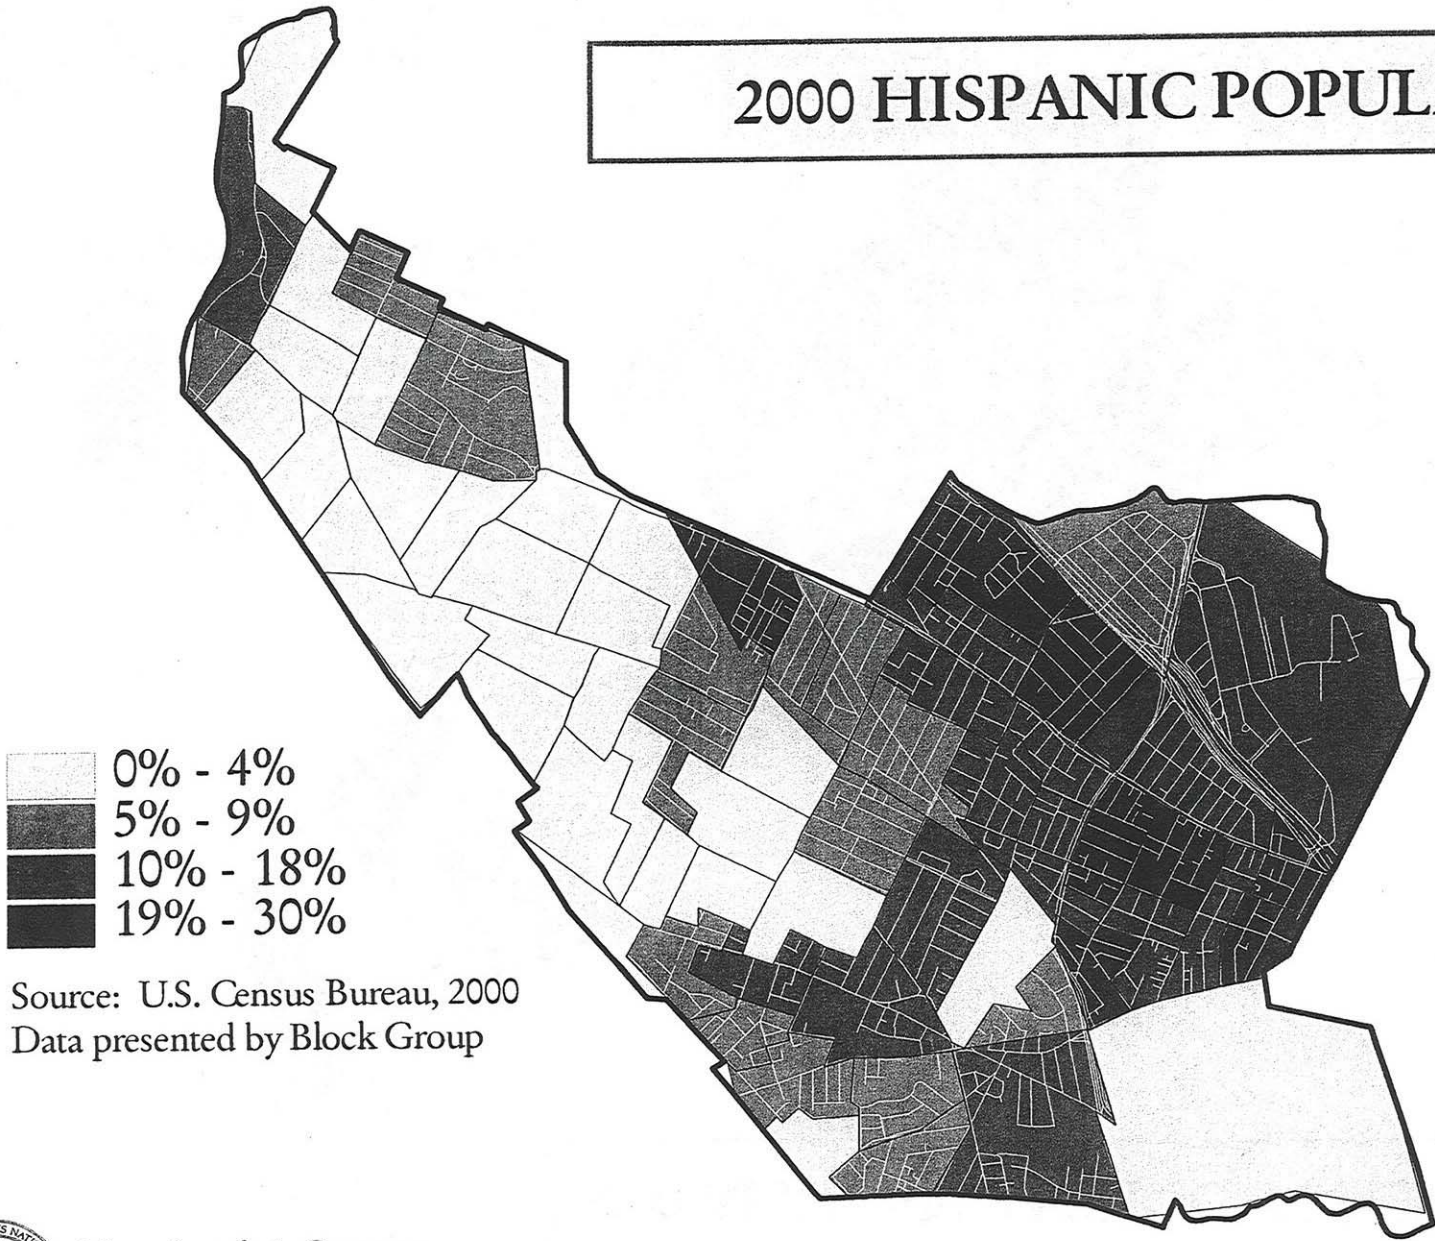 2000 HISPANIC POPUL
0% - 4%
5% - 9%
10% - 18%
19% - 30%
Source: U.S. Census Bureau, 2000
Data presented by Block Group